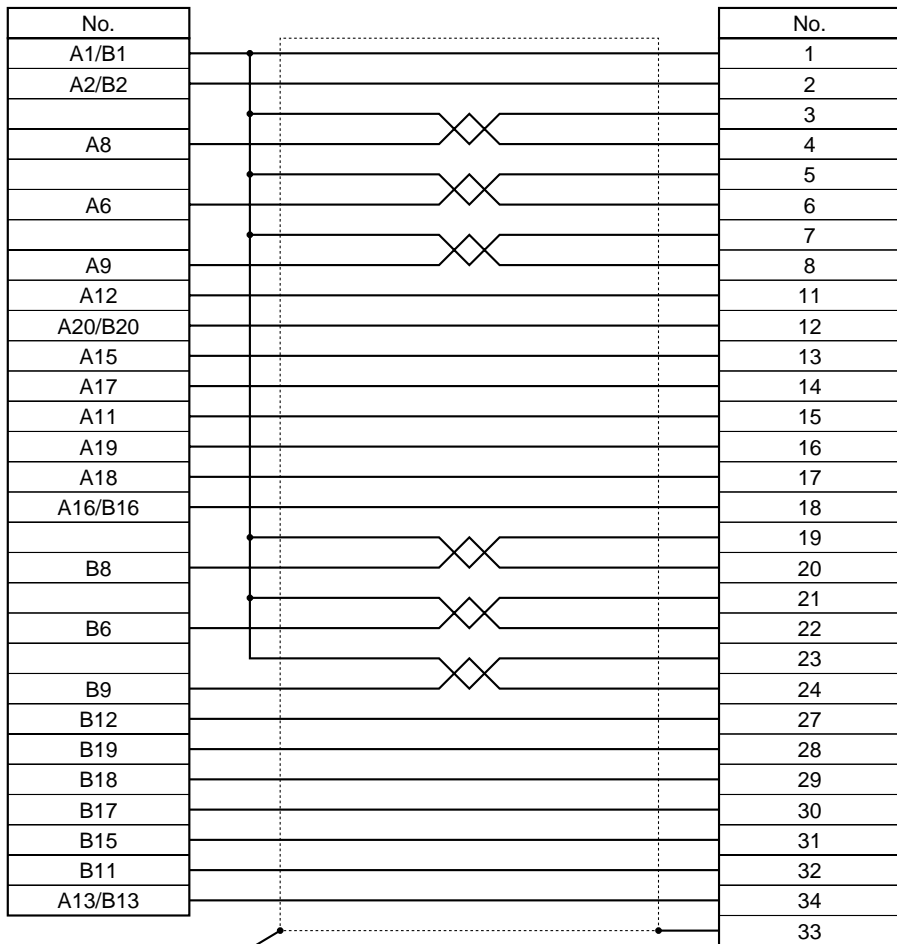 No. No.
A1/B1 1
A2/B2 2
3
A8 4
5
A6 6
7
A9 8
A12 11
A20/B20 12
A15 13
A17 14
A11 15
A19 16
A18 17
A16/B16 18
19
B8 20
21
B6 22
23
B9 24
B12 27
B19 28
B18 29
B17 30
B15 31
B11 32
A13/B13 34
33